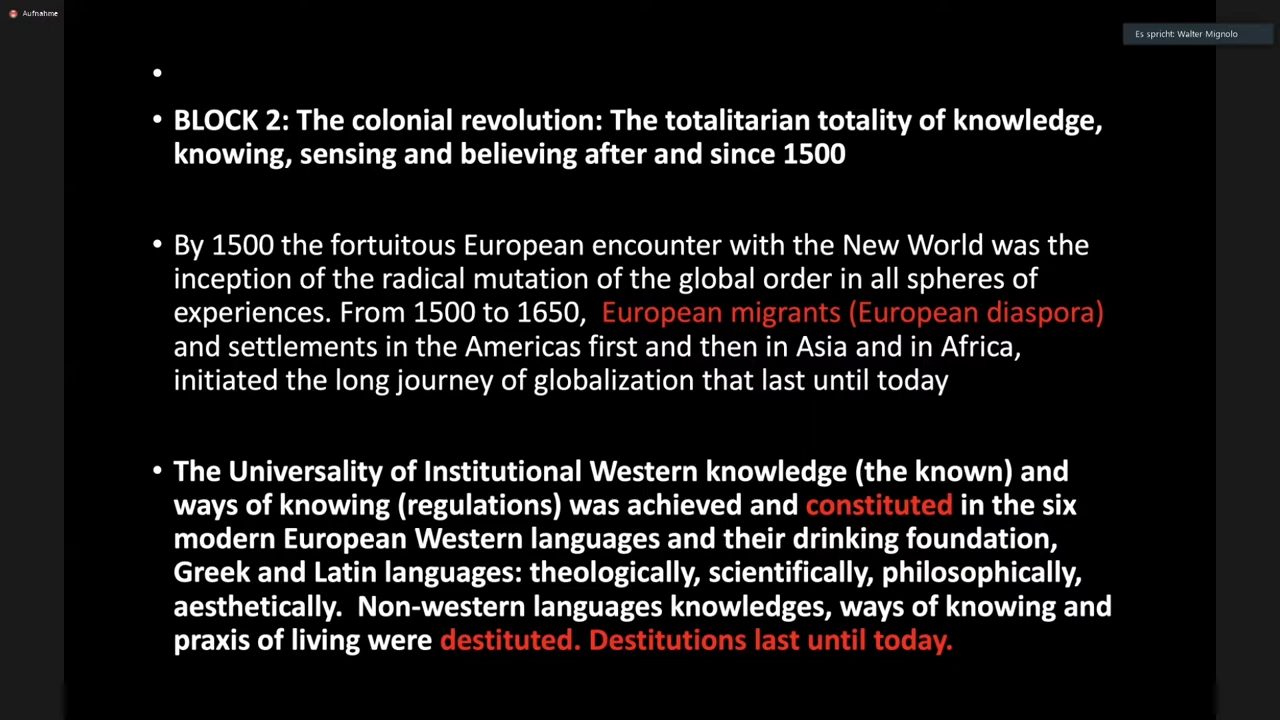 Aufnahme
Es spricht: Walter Mignolo
•
• BLOCK 2: The colonial revolution: The totalitarian totality of knowledge,
knowing, sensing and believing after and since 1500
• By 1500 the fortuitous European encounter with the New World was the
inception of the radical mutation of the global order in all spheres of
experiences. From 1500 to 1650, European migrants (European diaspora)
and settlements in the Americas first and then in Asia and in Africa,
initiated the long journey of globalization that last until today
• The Universality of Institutional Western knowledge (the known) and
ways of knowing (regulations) was achieved and constituted in the six
modern European Western languages and their drinking foundation,
Greek and Latin languages: theologically, scientifically, philosophically,
aesthetically. Non-western languages knowledges, ways of knowing and
praxis of living were destituted. Destitutions last until today.